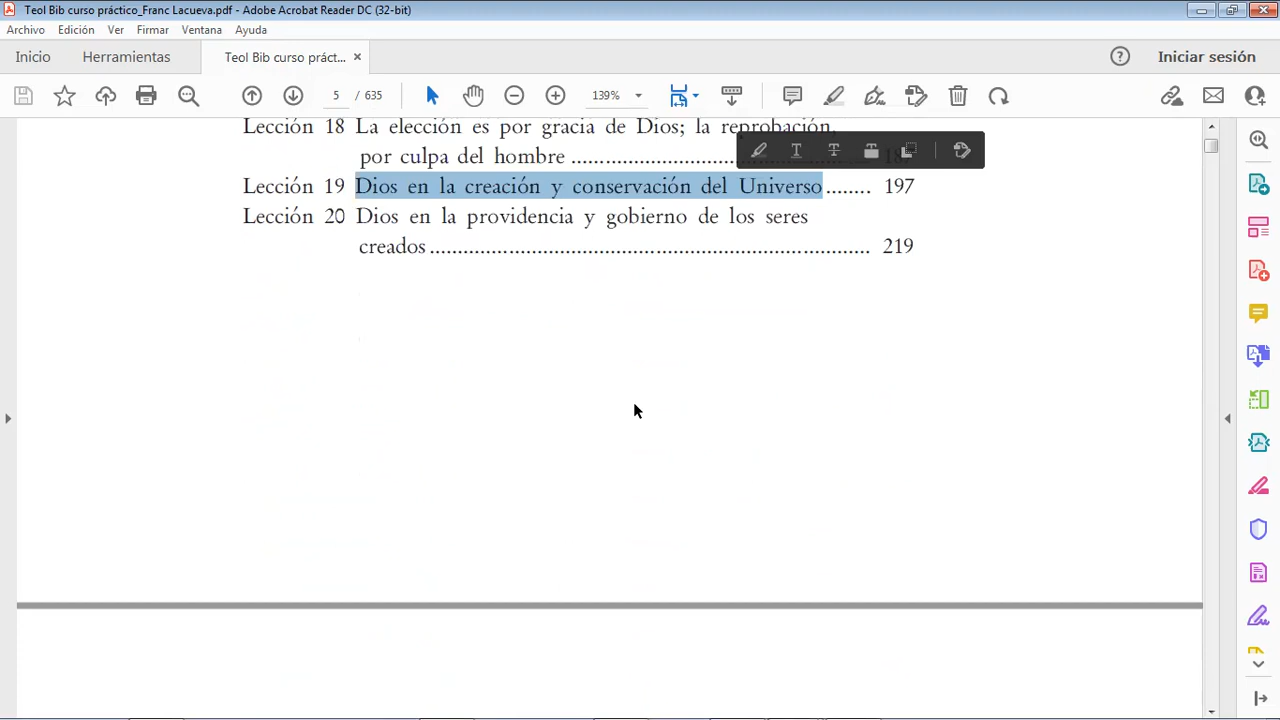 Teol Bib curso práctico_Franc Lacueva.pdf - Adobe Acrobat Reader DC (32-bit)
Archivo Edición Ver Firmar Ventana Ayuda
Inicio Herramientas Teol Bib curso práct... × Iniciar sesión
5 / 635 139%
Lección 18 La elección es por gracia de Dios; la reprobación,
por culpa del hombre
Lección 19 Dios en la creación y conservación del Universo ........ 197
Lección 20 Dios en la providencia y gobierno de los seres
creados ........................................................................ 219